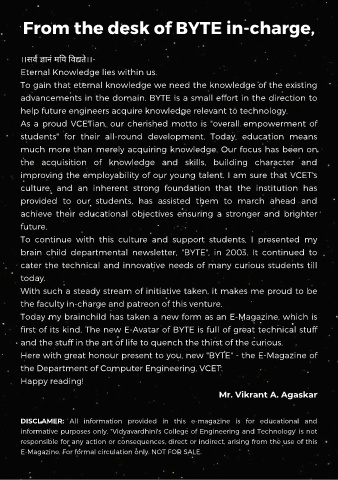 From the desk of BYTE in-charge,
।।सर्वं ज्ञानं मयि विद्यते।।-
Eternal Knowledge lies within us.
To gain that eternal knowledge we need the knowledge of the existing
advancements in the domain. BYTE is a small effort in the direction to
help future engineers acquire knowledge relevant to technology.
As a proud VCETian, our cherished motto is "overall empowerment of
students" for their all-round development. Today, education means
much more than merely acquiring knowledge. Our focus has been on
the acquisition of knowledge and skills, building character and
improving the employability of our young talent. I am sure that VCET's
culture, and an inherent strong foundation that the institution has
provided to our students, has assisted them to march ahead and
achieve their educational objectives ensuring a stronger and brighter
future.
To continue with this culture and support students, I presented my
brain child departmental newsletter, "BYTE", in 2003. It continued to
cater the technical and innovative needs of many curious students till
today.
With such a steady stream of initiative taken, it makes me proud to be
the faculty in-charge and patreon of this venture.
Today my brainchild has taken a new form as an E-Magazine, which is
first of its kind. The new E-Avatar of BYTE is full of great technical stuff
and the stuff in the art of life to quench the thirst of the curious.
Here with great honour present to you, new "BYTE" - the E-Magazine of
the Department of Computer Engineering, VCET.
Happy reading!
Mr. Vikrant A. Agaskar
DISCLAMER: All information provided in this e-magazine is for educational and
informative purposes only. "Vidyavardhini's College of Engineering and Technology is not
responsible for any action or consequences, direct or indirect, arising from the use of this
E-Magazine. For formal circulation only. NOT FOR SALE.